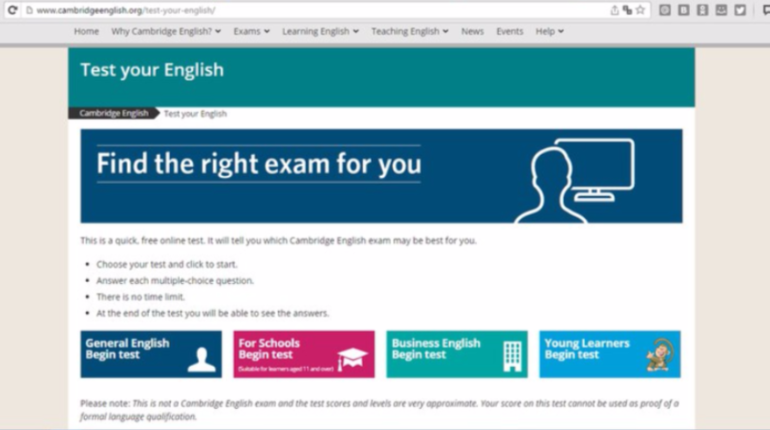 www.cambridgeenglish.org/test-your-english/
Home Why Cambridge English? Exams Learning English Teaching English News Events Help
Test your English
Cambridge English Test your English
Find the right exam for you
This is a quick, free online test. It will tell you which Cambridge English exam may be best for you.
• Choose your test and click to start.
• Answer each multiple-choice question.
• There is no time limit.
• At the end of the test you will be able to see the answers.
General English
Begin test
For Schools
Begin test
(Suitable for learners aged 11 and over)
Business English
Begin test
Young Learners
Begin test
Please note: This is not a Cambridge English exam and the test scores and levels are very approximate. Your score on this test cannot be used as proof of a
formal language qualification.